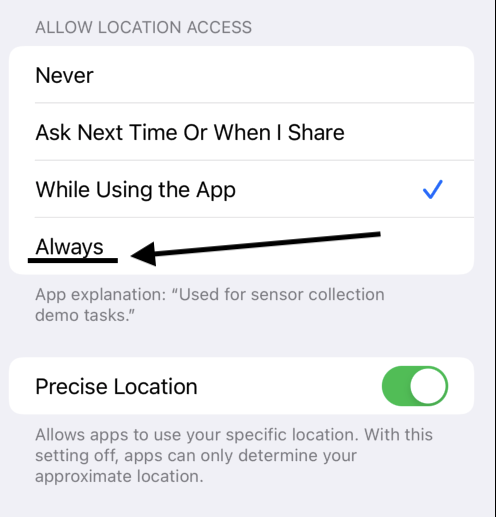 ALLOW LOCATION ACCESS
Never
Ask Next Time Or When I Share
While Using the App
Always
App explanation: “Used for sensor collection
demo tasks.”
Precise Location
Allows apps to use your specific location. With this
setting off, apps can only determine your
approximate location.